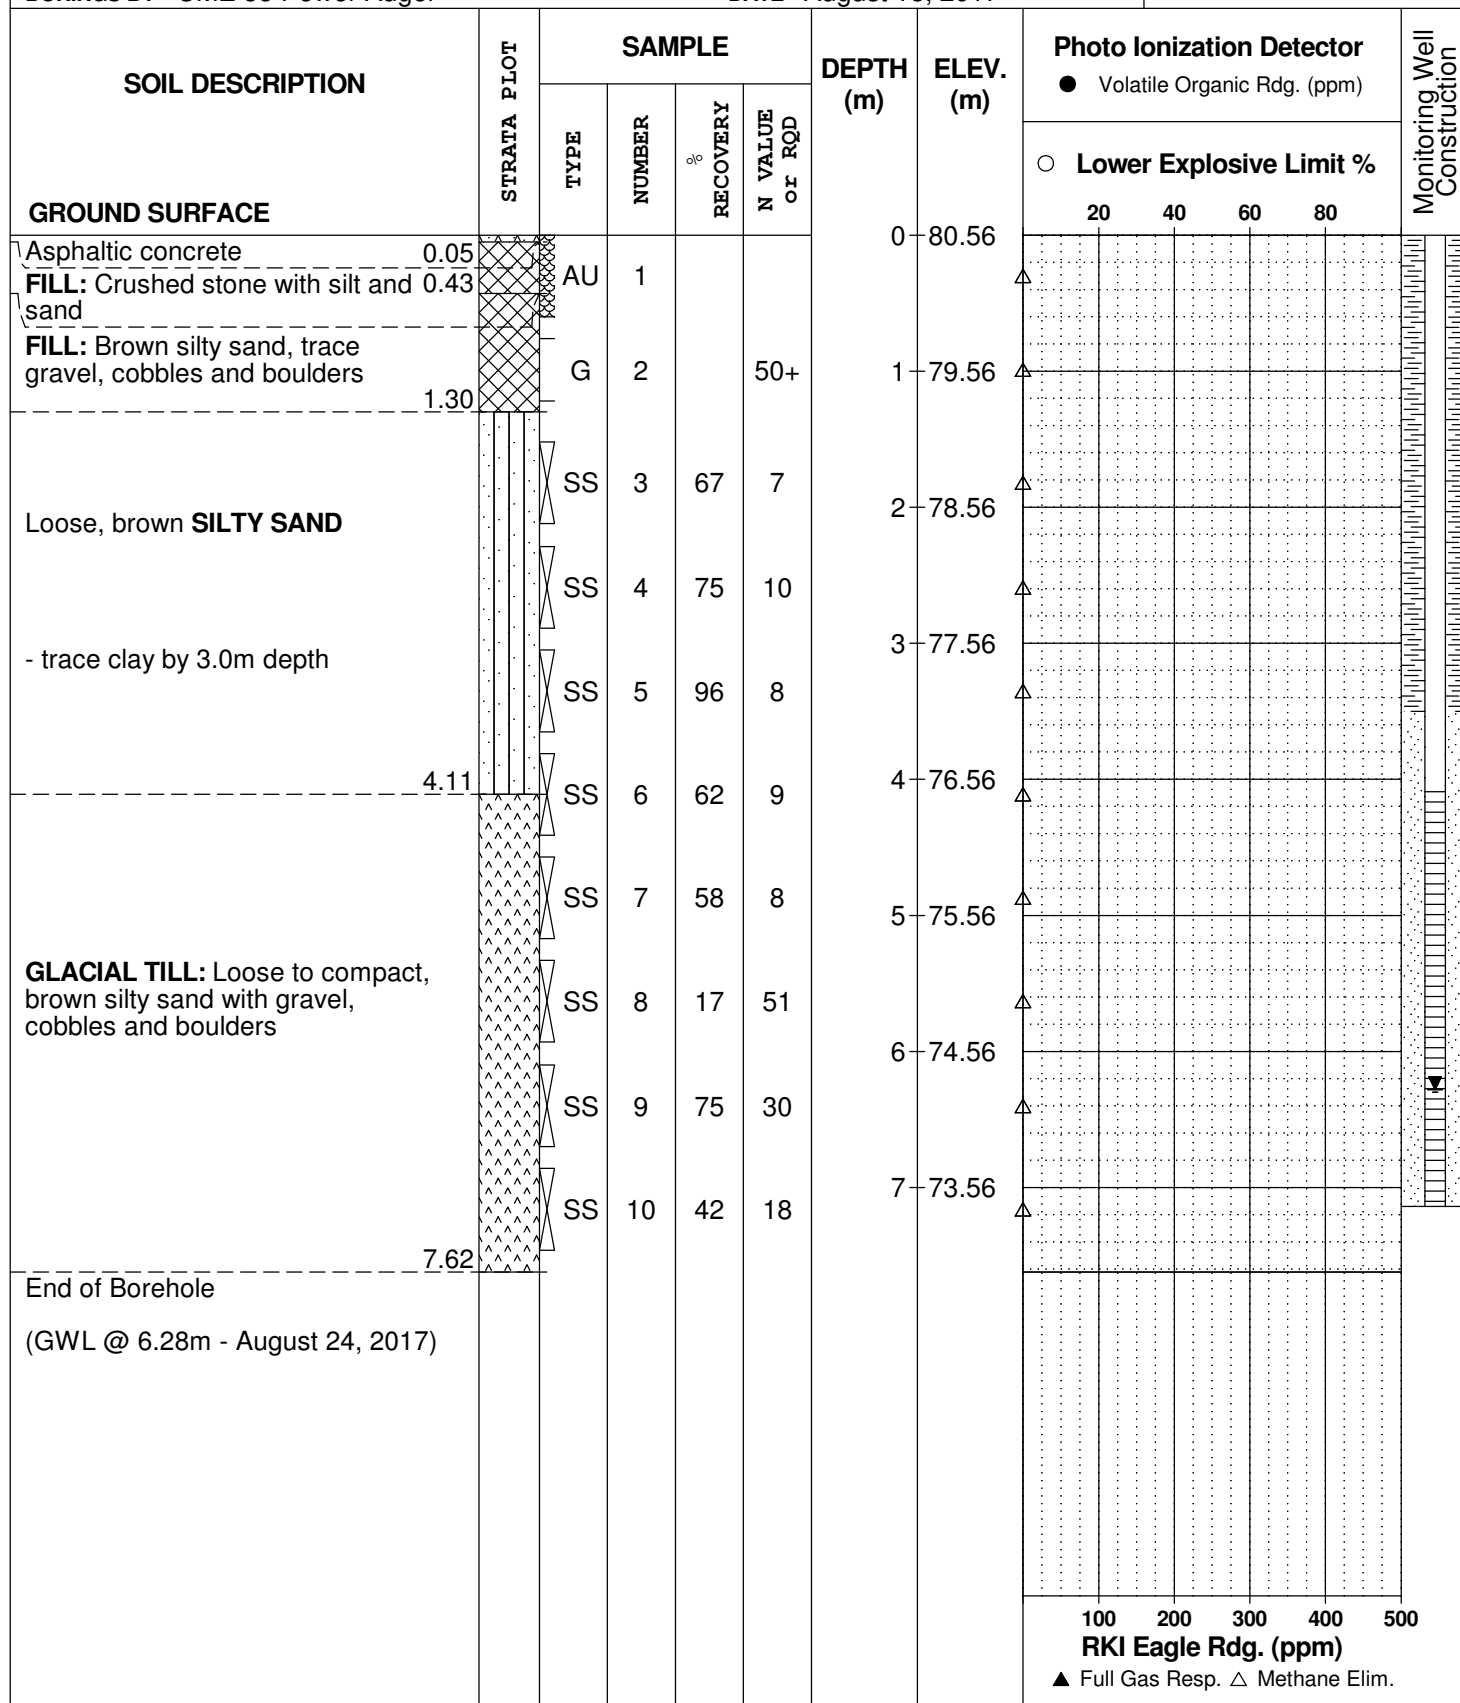 SOIL DESCRIPTION
GROUND SURFACE
STRATA PLOT
SAMPLE
TYPE
NUMBER
% RECOVERY
N VALUE or RQD
DEPTH (m)
ELEV. (m)
Photo Ionization Detector
● Volatile Organic Rdg. (ppm)
○ Lower Explosive Limit %
20 40 60 80
Monitoring Well Construction
0 80.56
Asphaltic concrete 0.05
FILL: Crushed stone with silt and 0.43
sand
AU 1
FILL: Brown silty sand, trace
gravel, cobbles and boulders
1.30
G 2 50+
1 79.56
SS 3 67 7
2 78.56
Loose, brown SILTY SAND
SS 4 75 10
3 77.56
- trace clay by 3.0m depth
SS 5 96 8
4.11
4 76.56
SS 6 62 9
SS 7 58 8
5 75.56
GLACIAL TILL: Loose to compact,
brown silty sand with gravel,
cobbles and boulders
SS 8 17 51
6 74.56
SS 9 75 30
7 73.56
SS 10 42 18
7.62
End of Borehole
(GWL @ 6.28m - August 24, 2017)
100 200 300 400 500
RKI Eagle Rdg. (ppm)
▲ Full Gas Resp. △ Methane Elim.